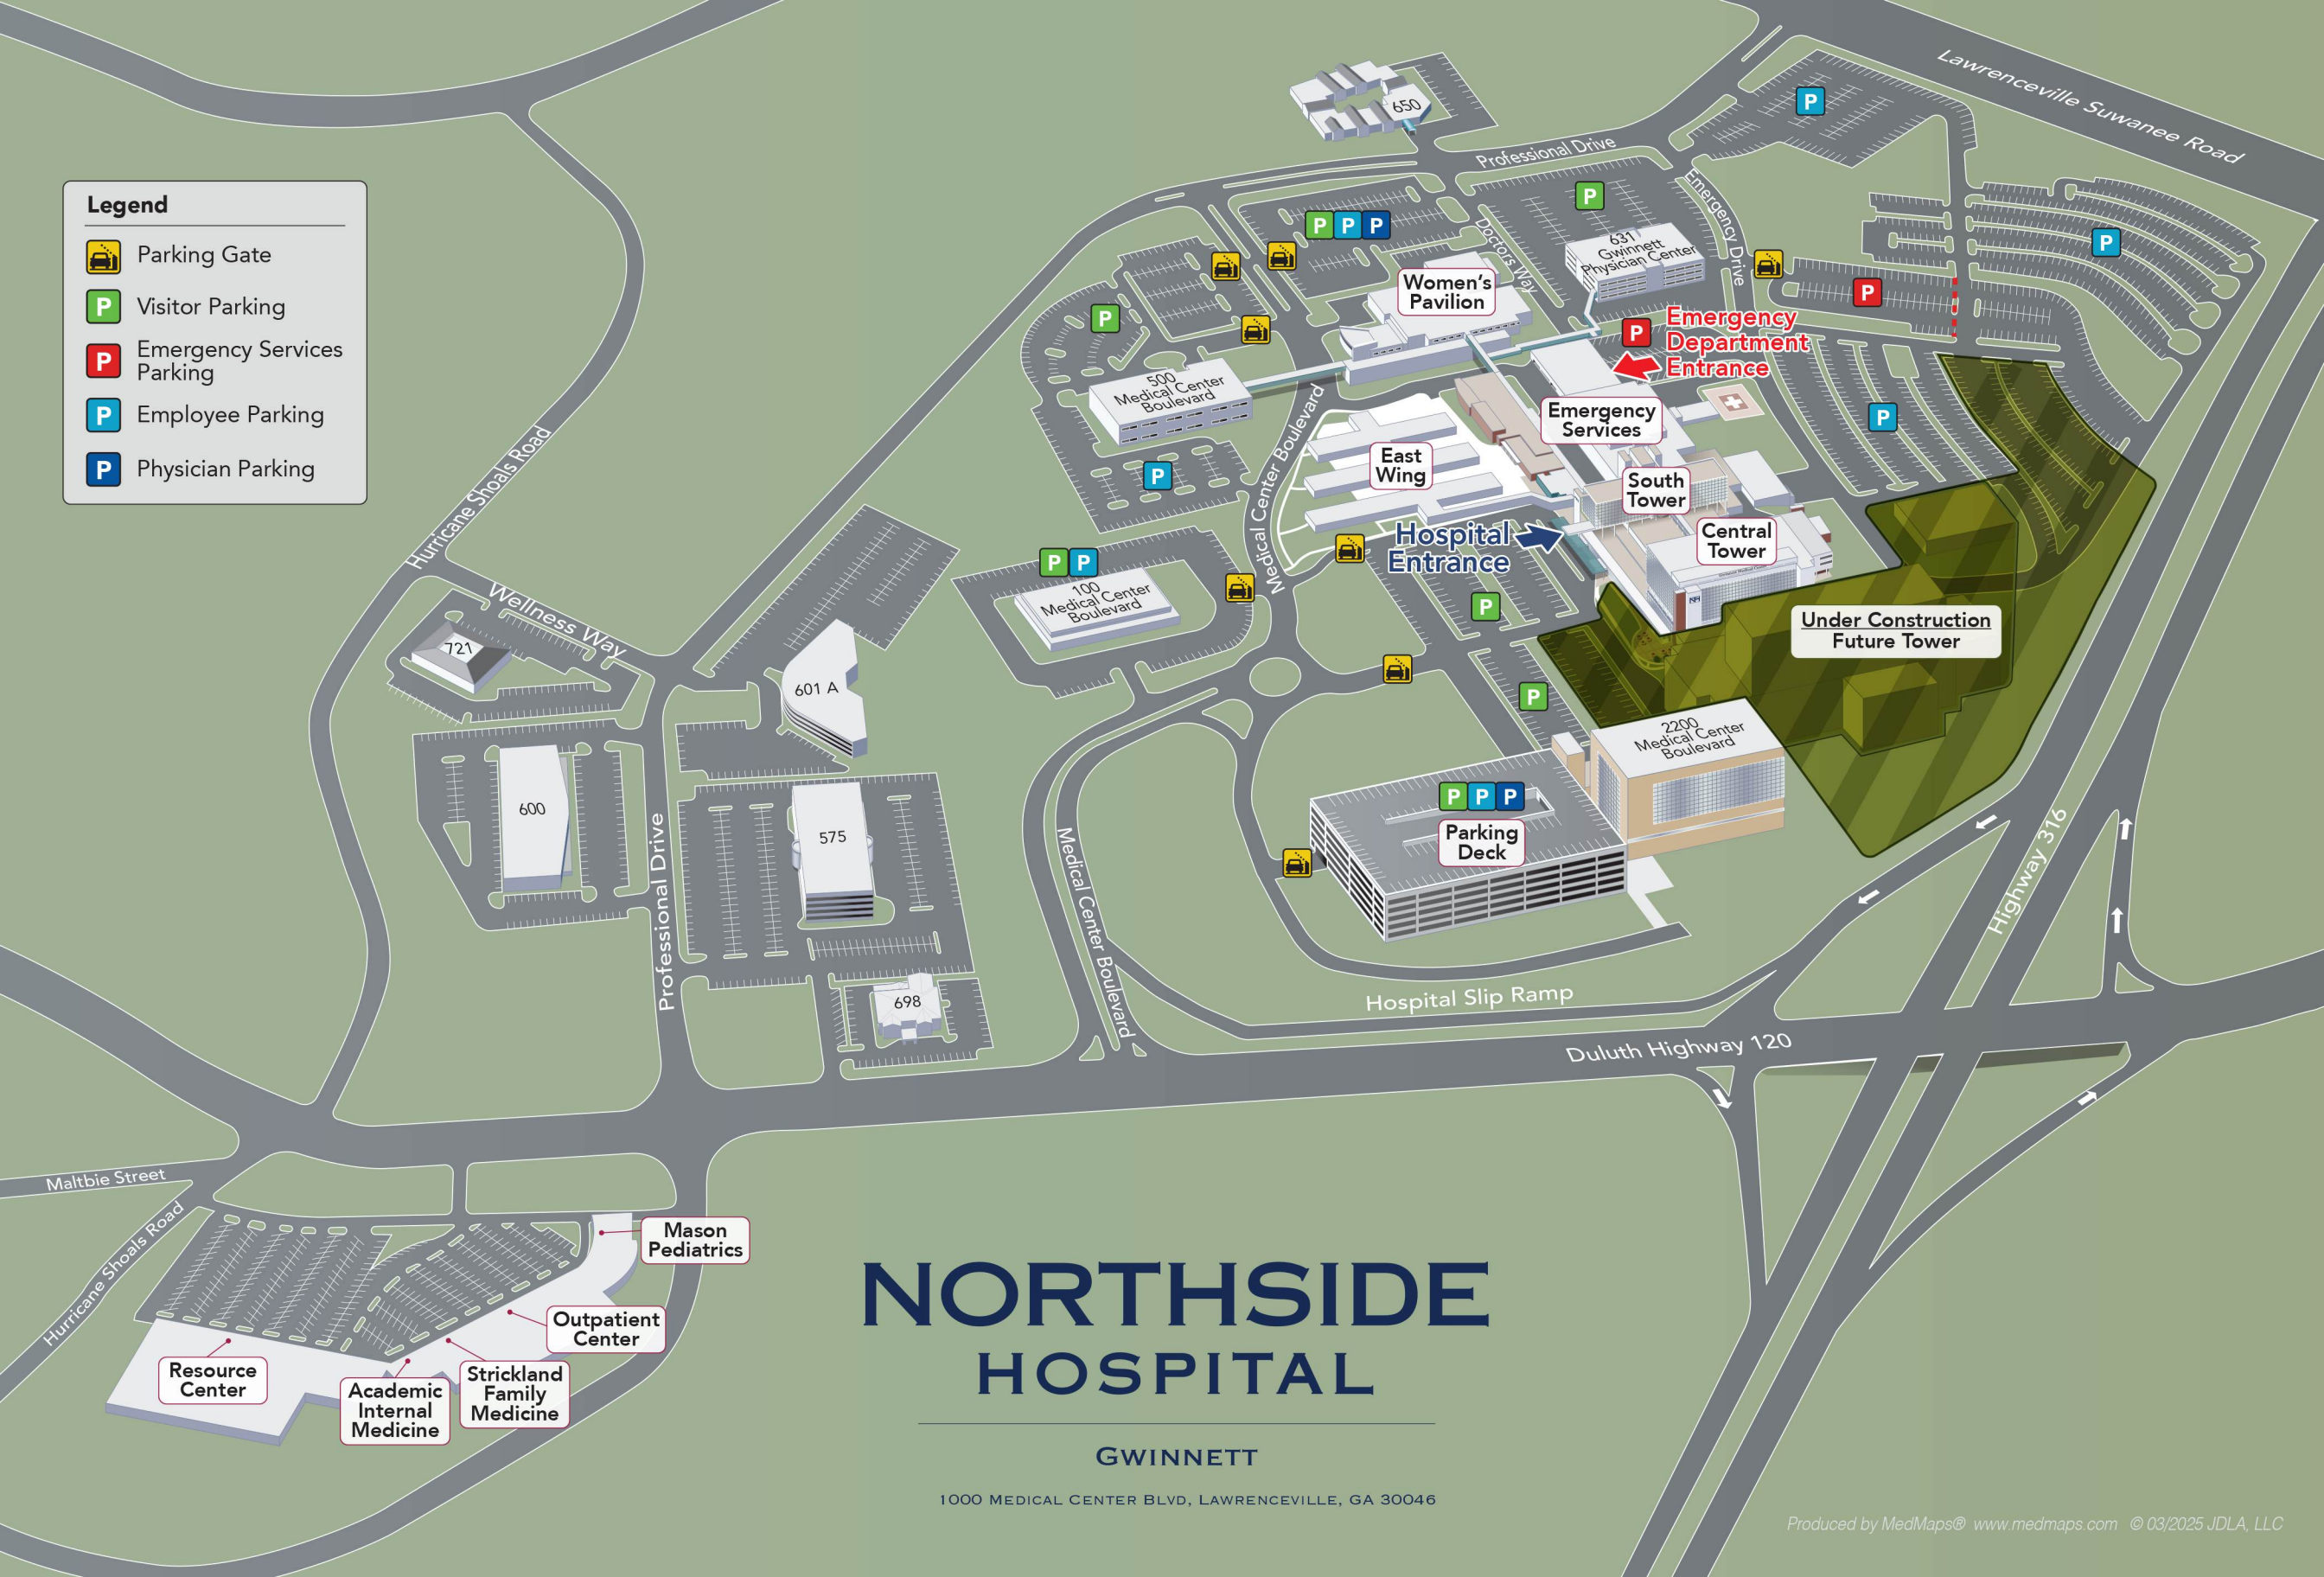 Legend
Parking Gate
P
Visitor Parking
P
Emergency Services
Parking
P
Employee Parking
P
Physician Parking
Lawrenceville Suwanee Road
650
P
Professional Drive
P
P P P
Emergency Drive
Doctors Way
631
Gwinnett
Physician Center
P
Women's
Pavilion
P
P
P
Emergency
Department
Entrance
500
Medical Center
Boulevard
Medical Center Boulevard
Emergency
Services
P
East
Wing
P
South
Tower
Hospital
Entrance
Central
Tower
Hurricane Shoals Road
P P
100
Medical Center
Boulevard
P
Under Construction
Future Tower
Wellness Way
721
601 A
P
2200
Medical Center
Boulevard
600
575
P P P
Parking
Deck
Professional Drive
Medical Center Boulevard
Highway 316
698
Hospital Slip Ramp
Duluth Highway 120
Maltbie Street
Hurricane Shoals Road
Mason
Pediatrics
Outpatient
Center
Resource
Center
Academic
Internal
Medicine
Strickland
Family
Medicine
NORTHSIDE
HOSPITAL
GWINNETT
1000 MEDICAL CENTER BLVD, LAWRENCEVILLE, GA 30046
Produced by MedMaps® www.medmaps.com © 03/2025 JDLA, LLC